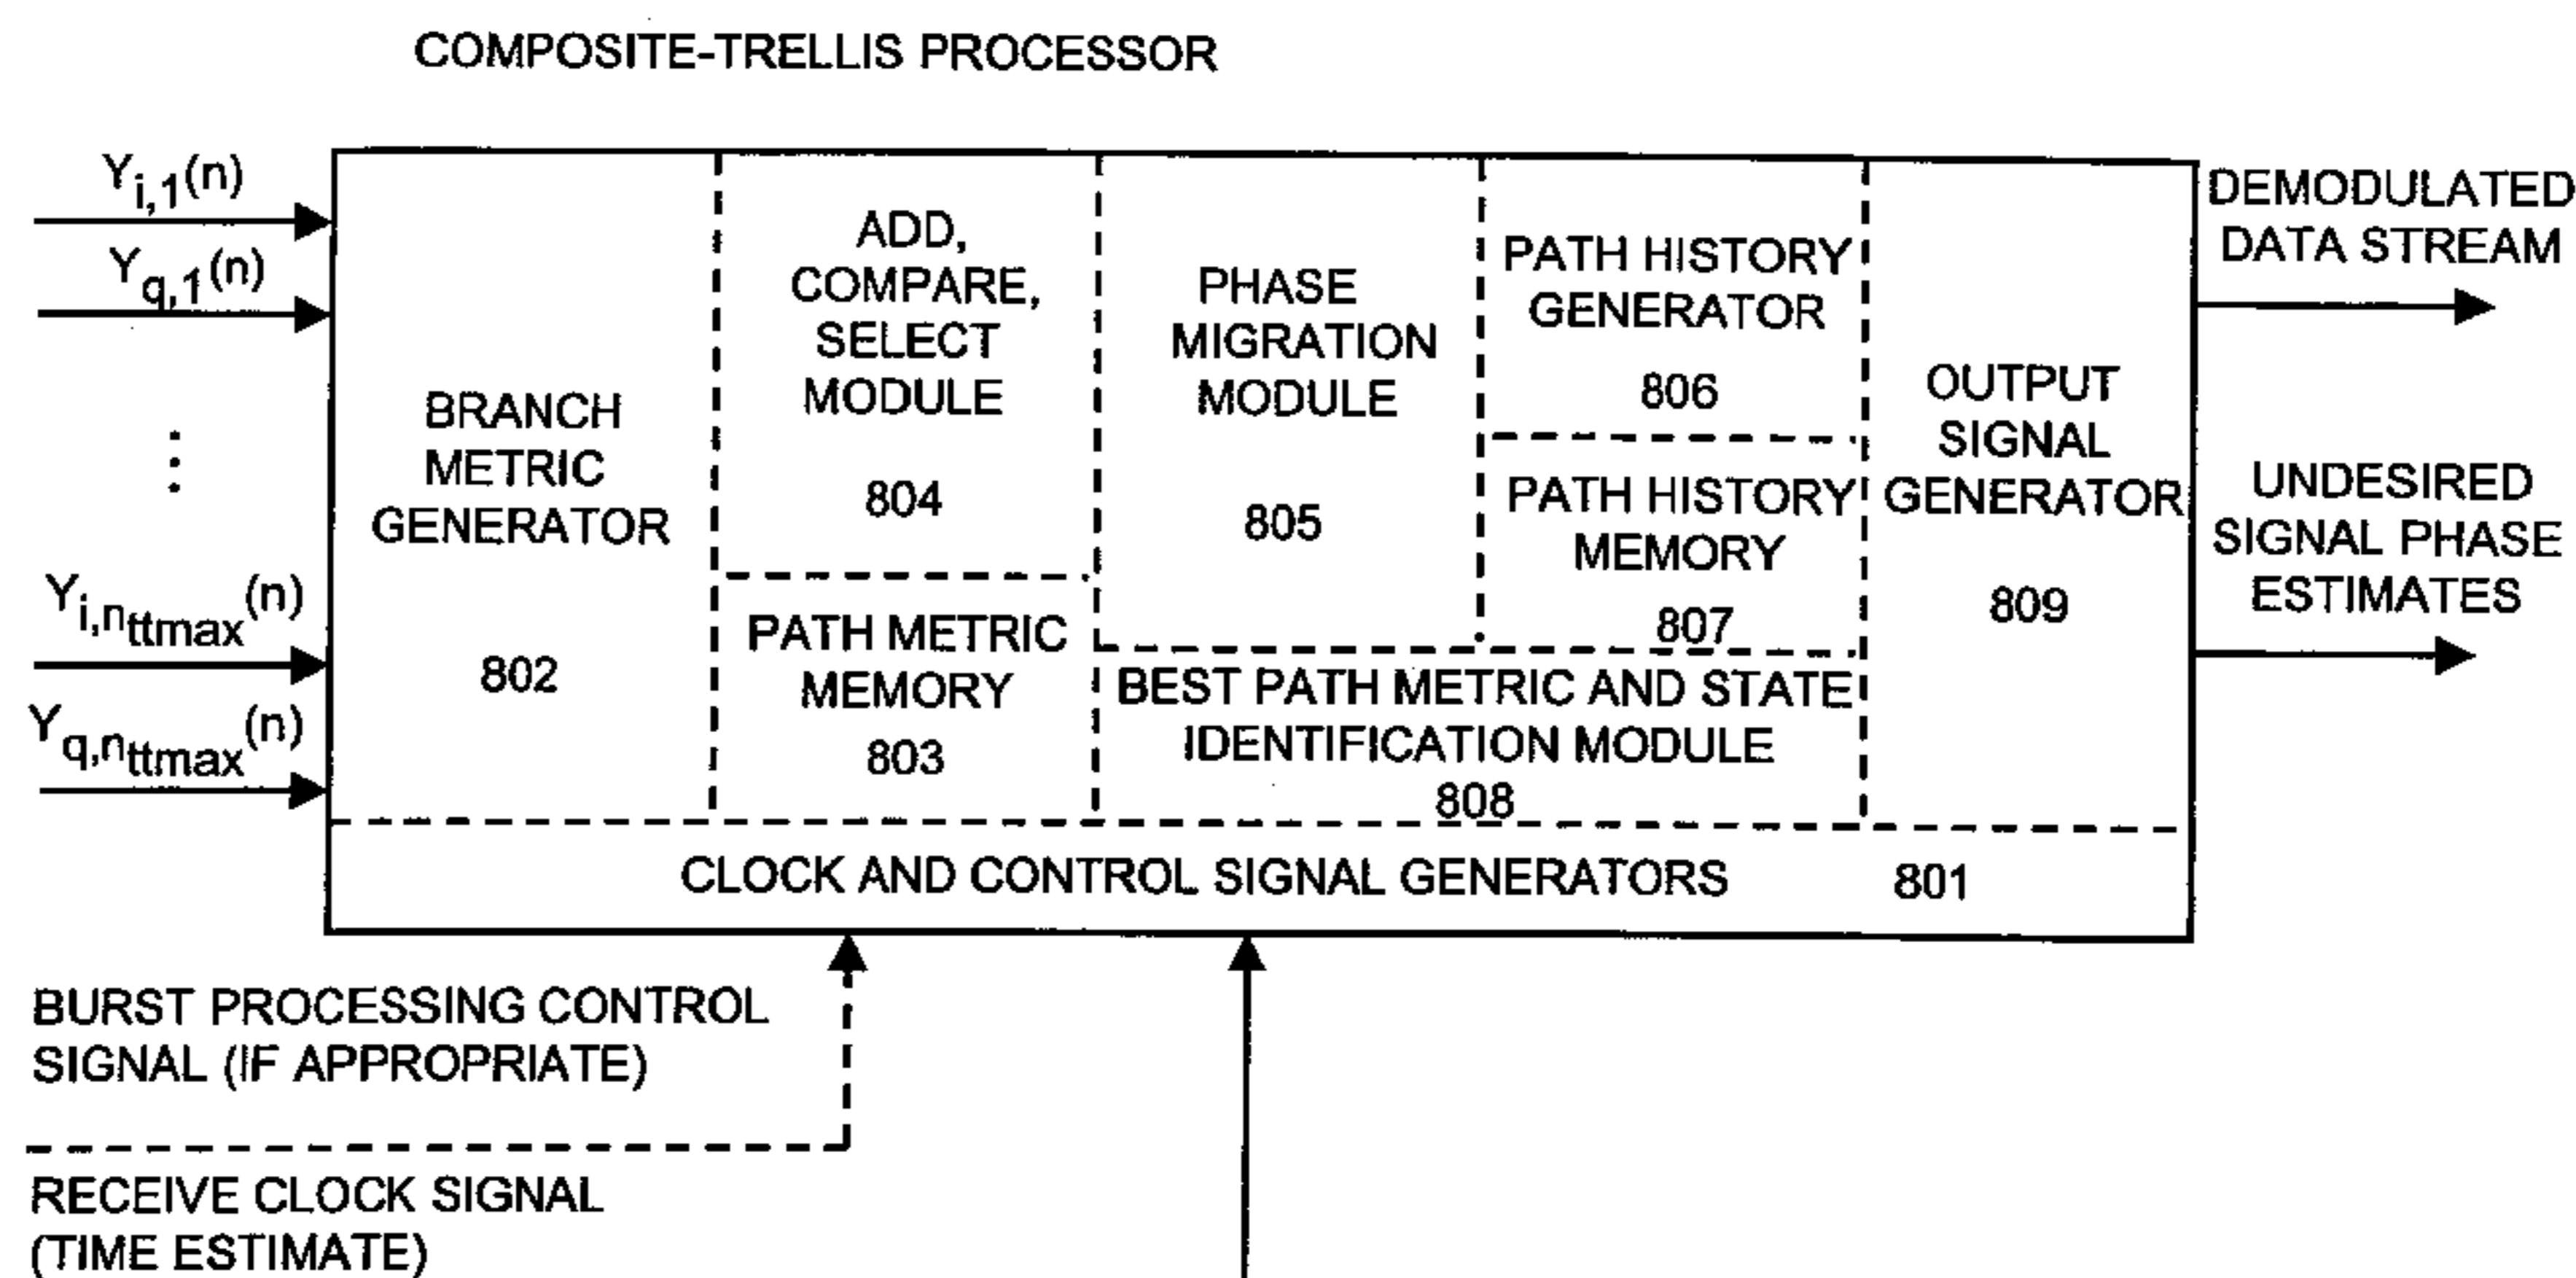 COMPOSITE-TRELLIS PROCESSOR
Yi,1(n)
Yq,1(n)
Yi,nttmax(n)
Yq,nttmax(n)
BRANCH
METRIC
GENERATOR
802
ADD,
COMPARE,
SELECT
MODULE
804
PATH METRIC
MEMORY
803
PHASE
MIGRATION
MODULE
805
PATH HISTORY
GENERATOR
806
PATH HISTORY
MEMORY
807
BEST PATH METRIC AND STATE
IDENTIFICATION MODULE
808
OUTPUT
SIGNAL
GENERATOR
809
CLOCK AND CONTROL SIGNAL GENERATORS 801
DEMODULATED
DATA STREAM
UNDESIRED
SIGNAL PHASE
ESTIMATES
BURST PROCESSING CONTROL
SIGNAL (IF APPROPRIATE)
RECEIVE CLOCK SIGNAL
(TIME ESTIMATE)